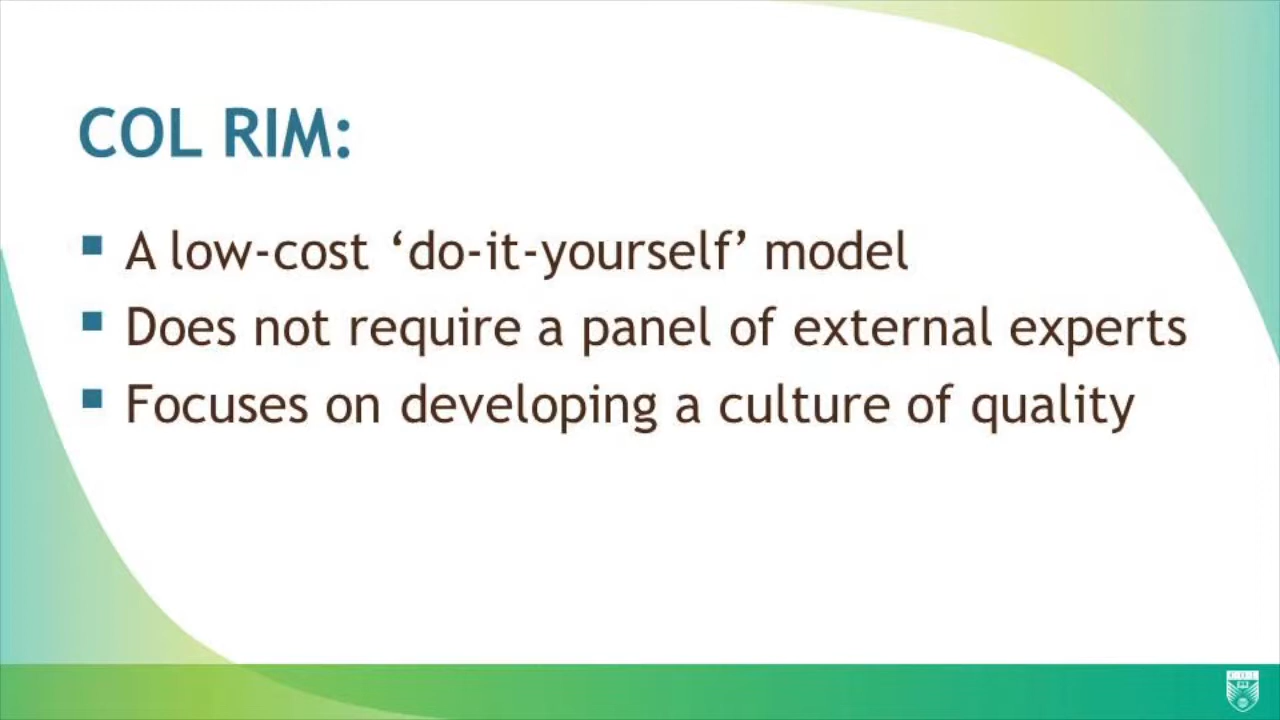 COL RIM:
A low-cost ‘do-it-yourself’ model
Does not require a panel of external experts
Focuses on developing a culture of quality
COL